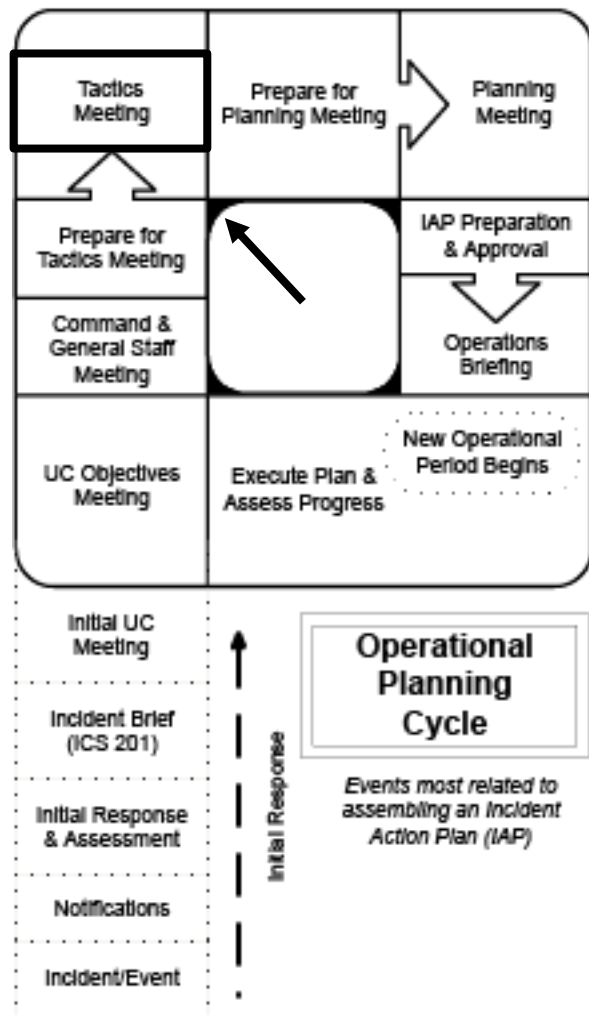 Tactics
Meeting
Prepare for
Planning Meeting
Planning
Meeting
Prepare for
Tactics Meeting
IAP Preparation
& Approval
Command &
General Staff
Meeting
Operations
Briefing
UC Objectives
Meeting
Execute Plan &
Assess Progress
New Operational
Period Begins
Initial UC
Meeting
Incident Brief
(ICS 201)
Initial Response
& Assessment
Notifications
Incident/Event
Initial Response
Operational
Planning
Cycle
Events most related to
assembling an Incident
Action Plan (IAP)